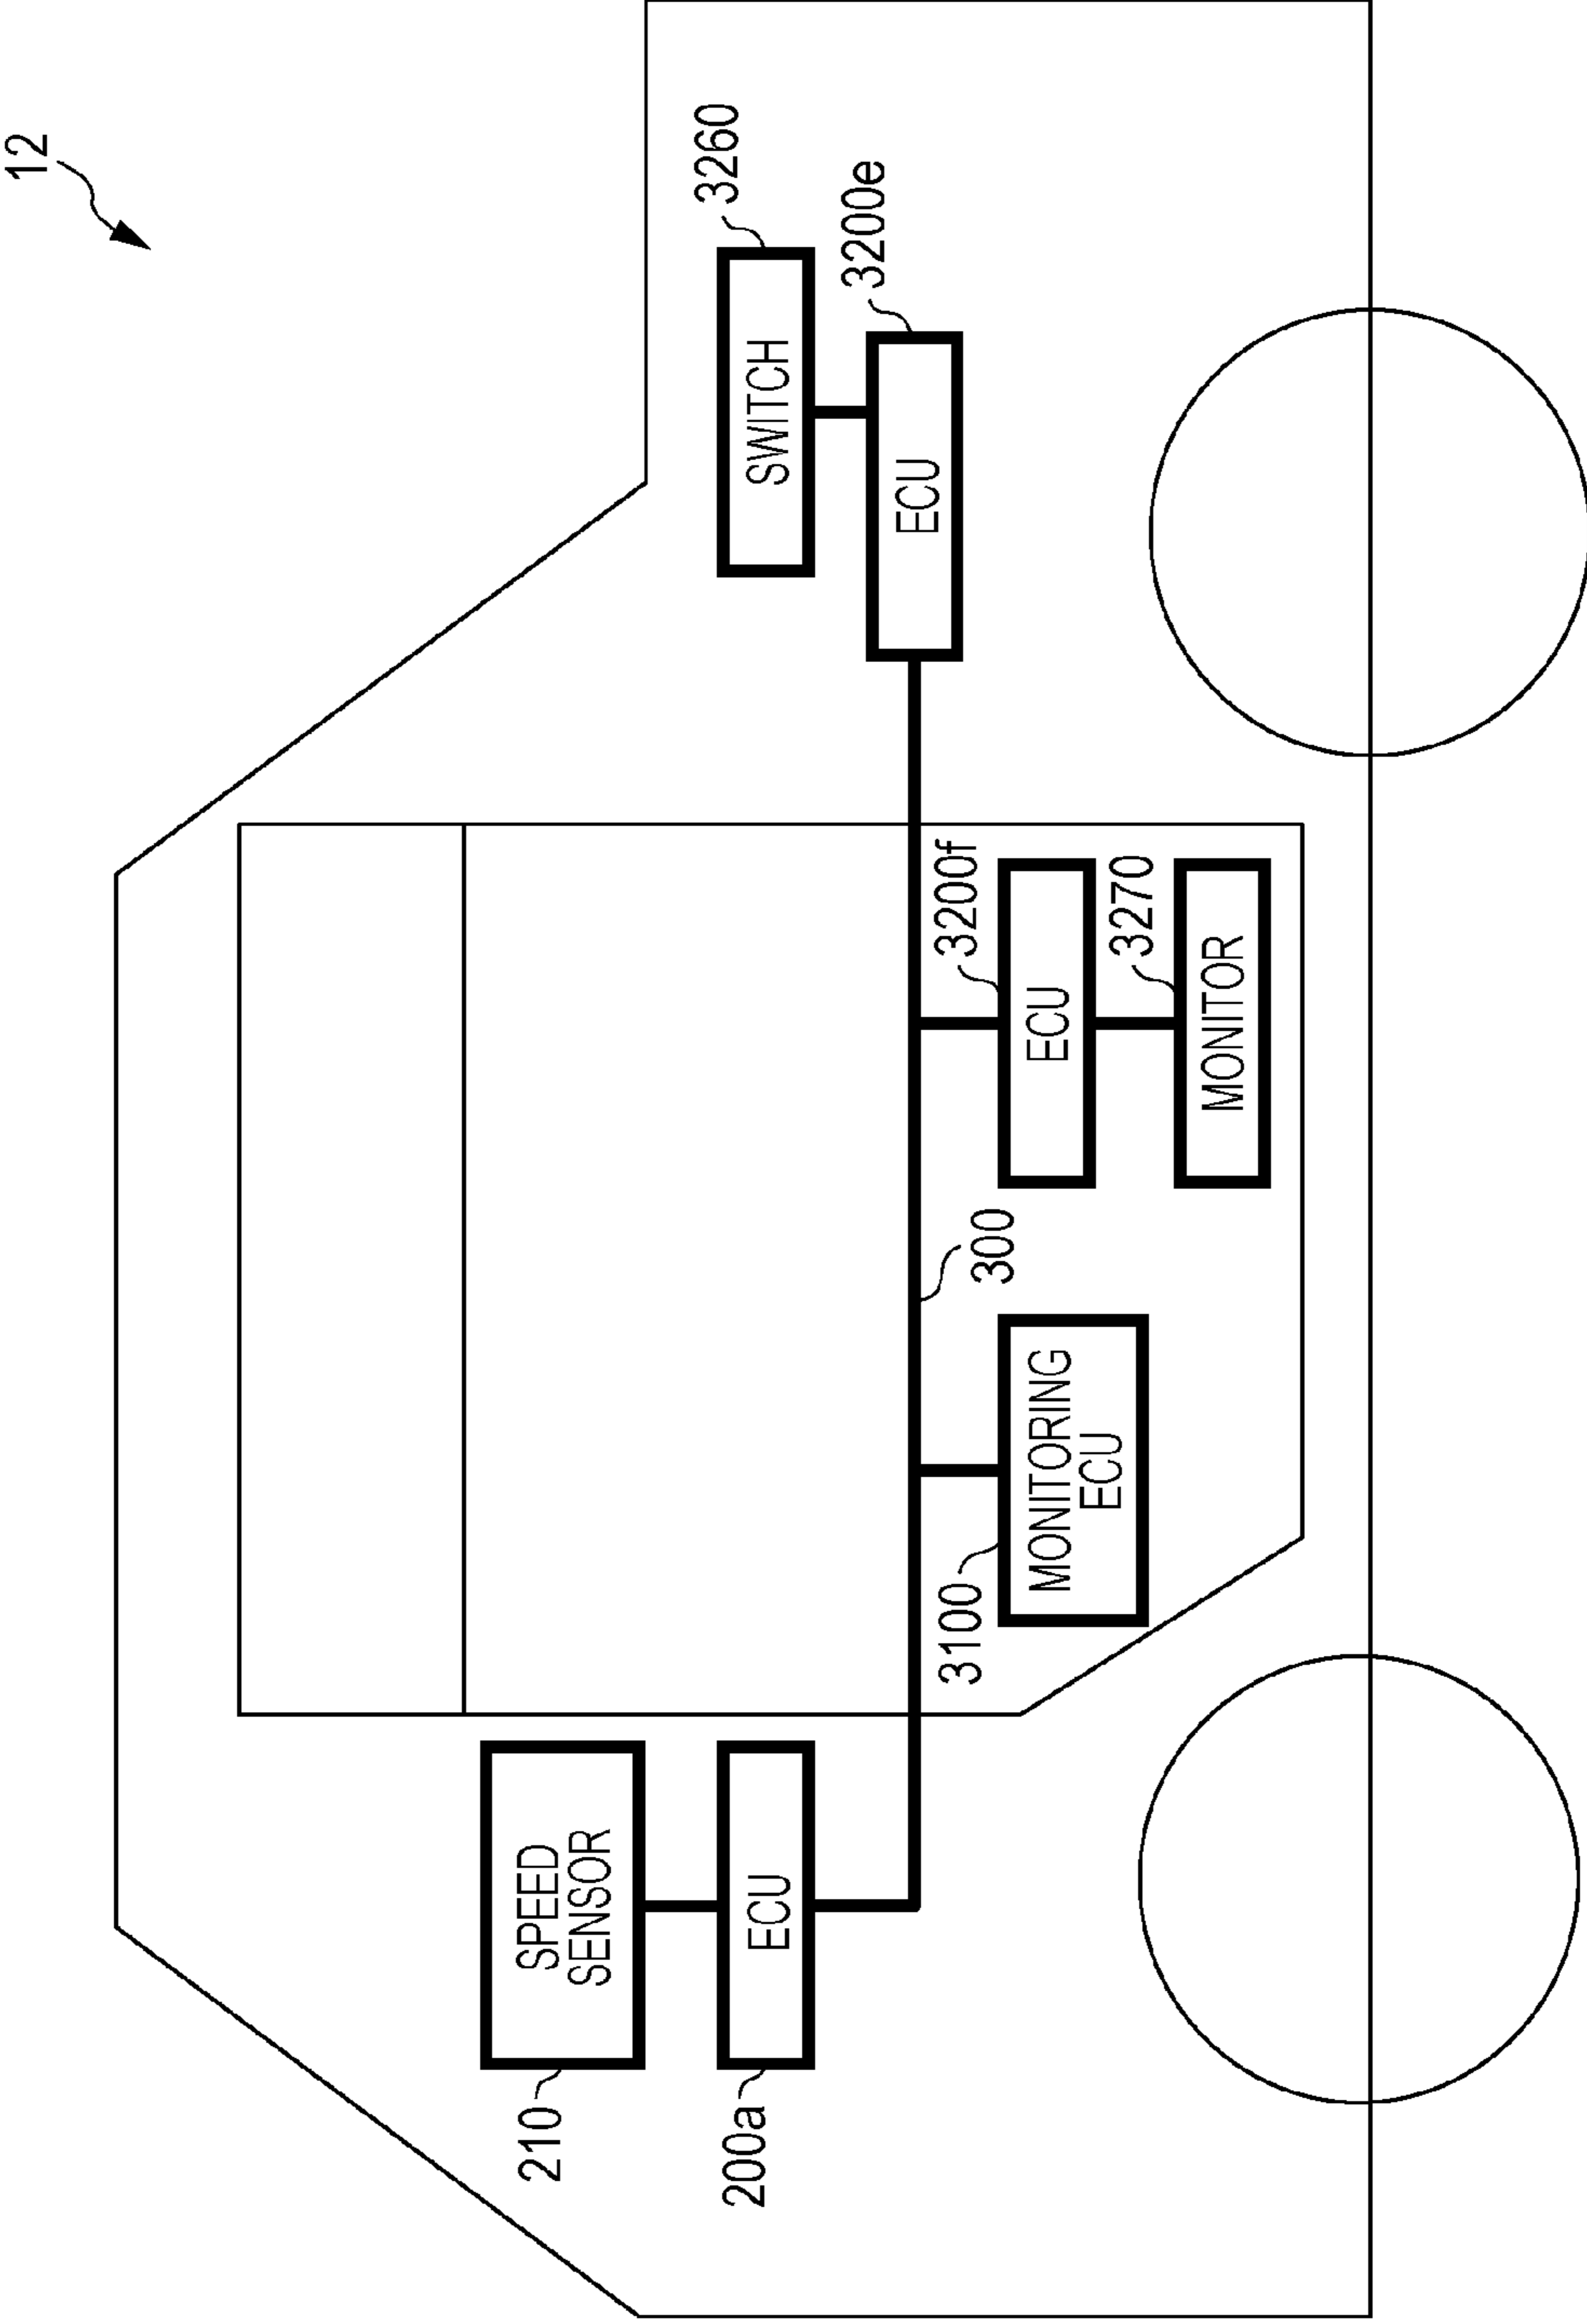 12
SPEED
SENSOR
210
ECU
200a
3260
SWITCH
3200e
ECU
300
3100
MONITORING
ECU
3200f
ECU
3270
MONITOR